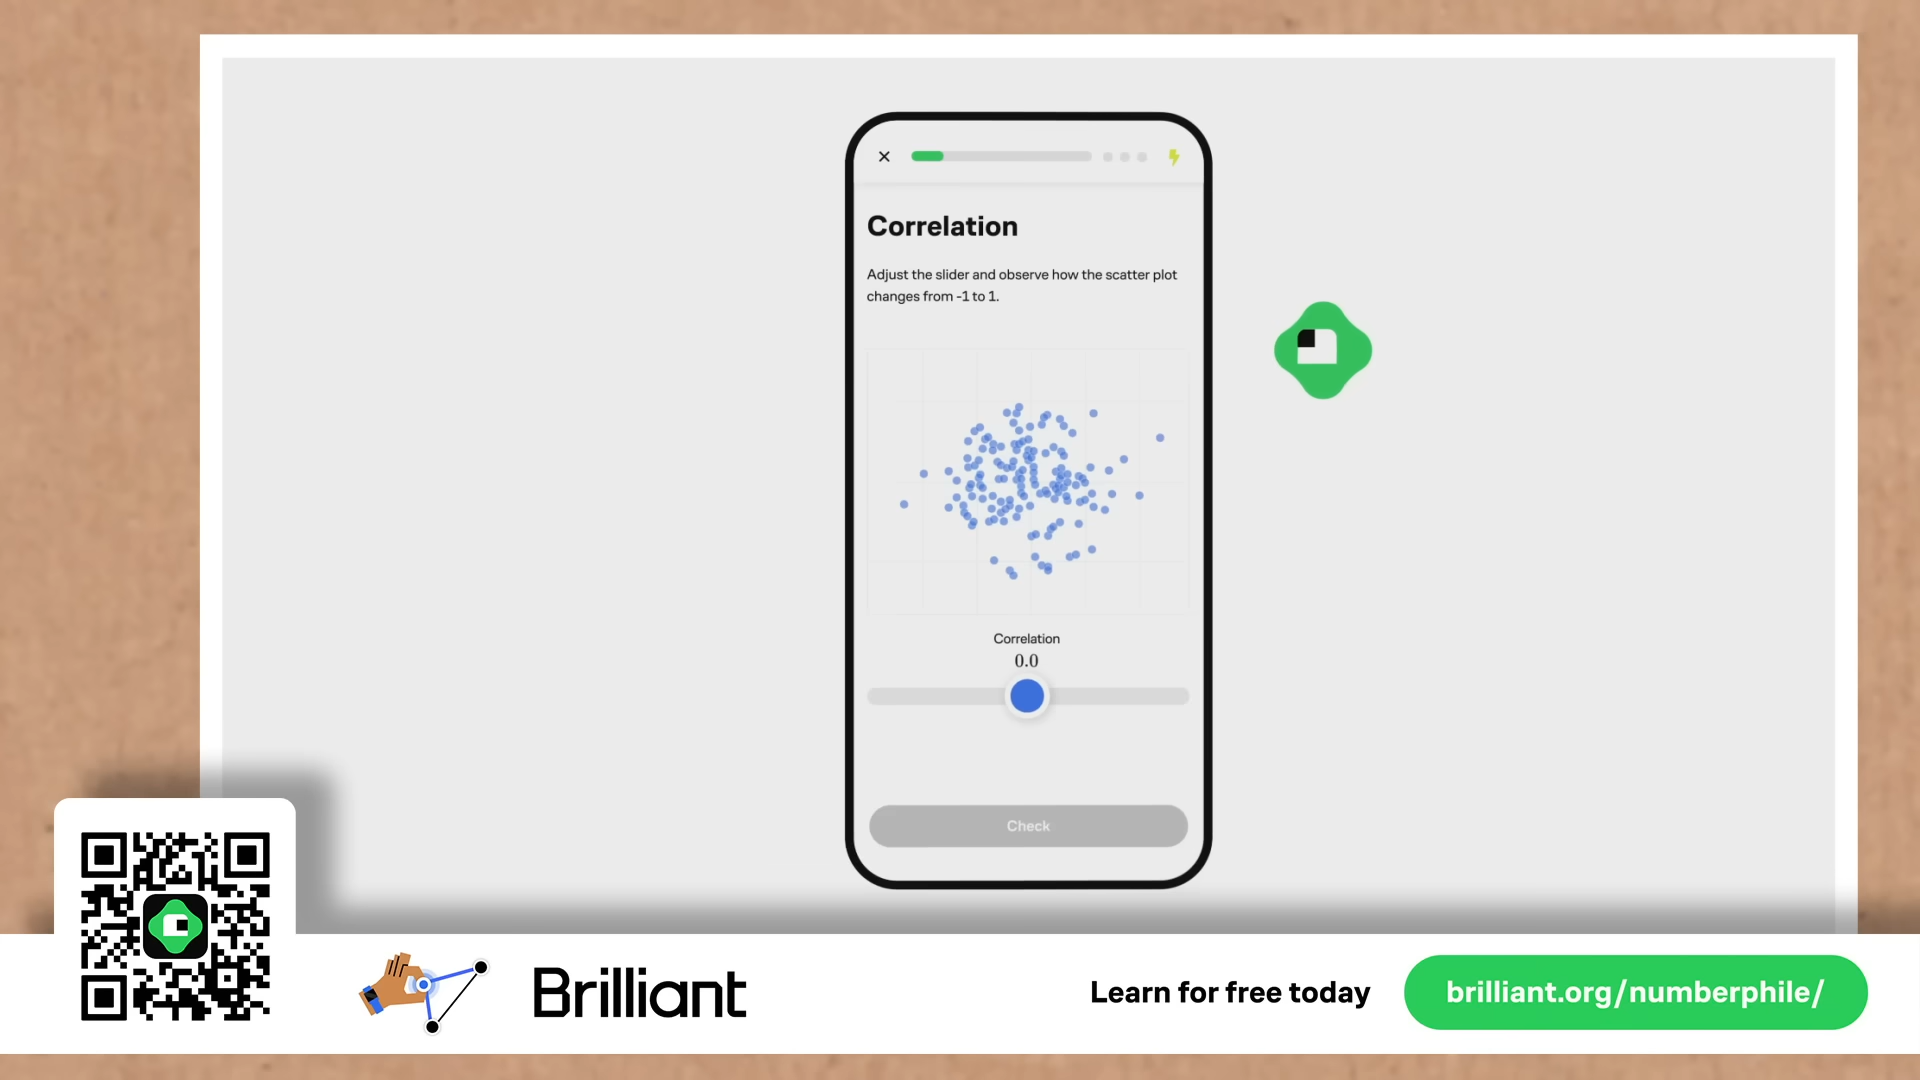 Correlation
Adjust the slider and observe how the scatter plot
changes from -1 to 1.
Correlation
0.0
Check
Brilliant
Learn for free today
brilliant.org/numberphile/